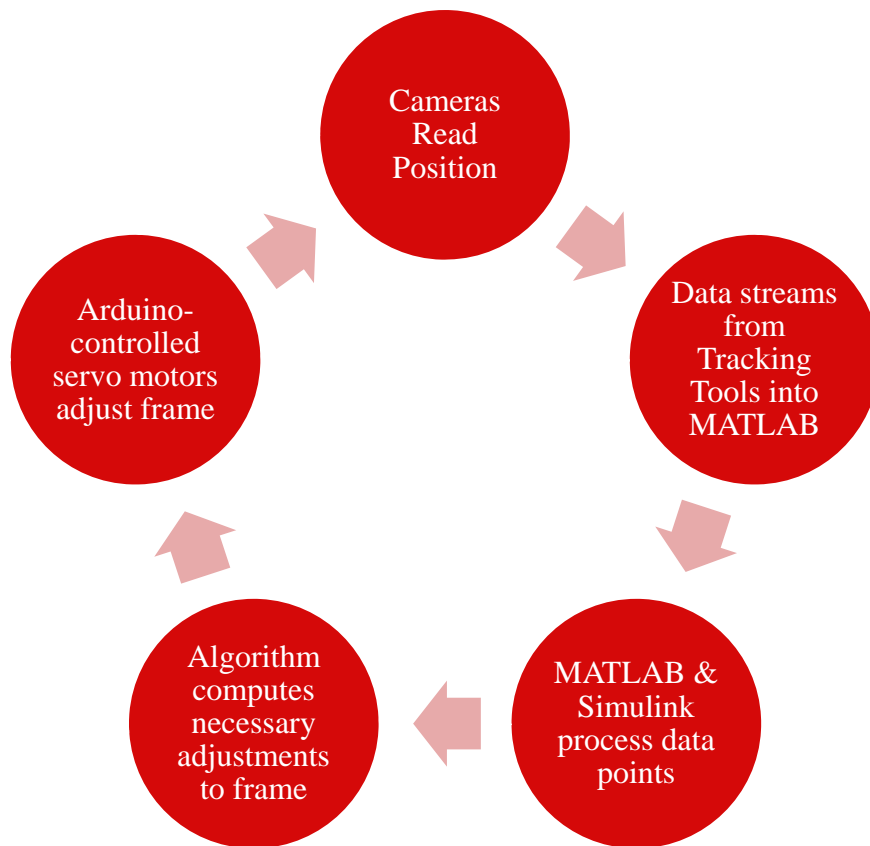 Cameras
Read
Position
Data streams
from
Tracking
Tools into
MATLAB
MATLAB &
Simulink
process data
points
Algorithm
computes
necessary
adjustments
to frame
Arduino-
controlled
servo motors
adjust frame